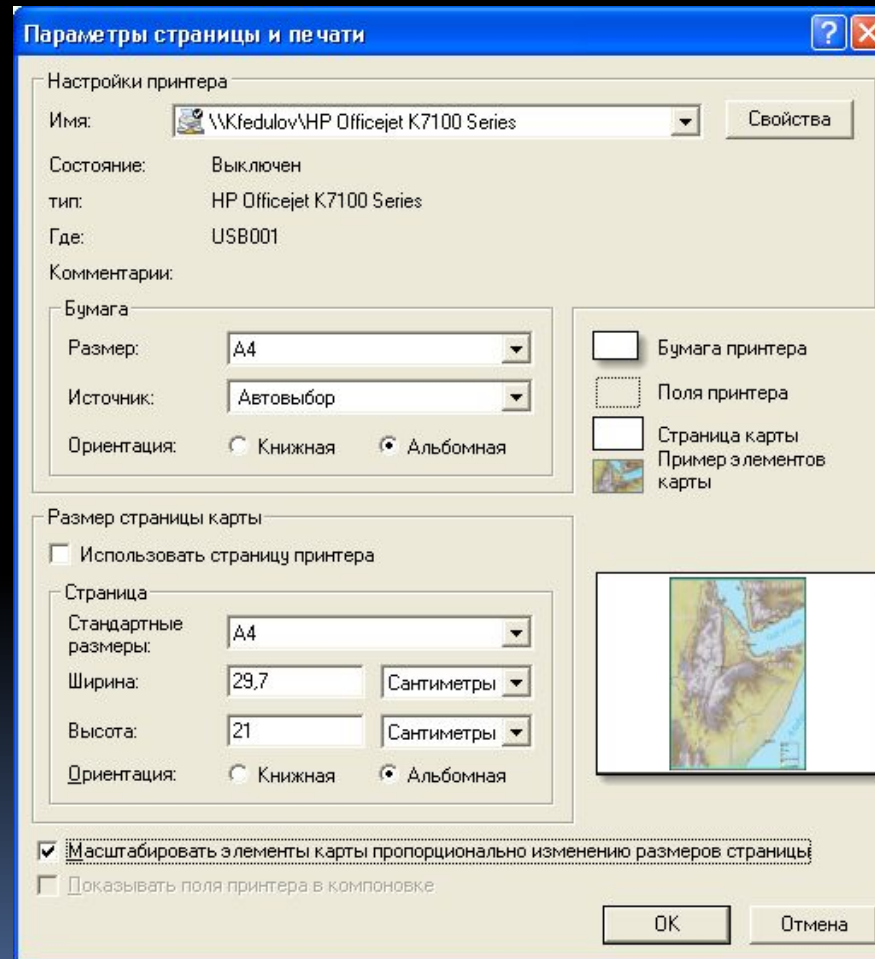 Параметры страницы и печати
Настройки принтера
Имя: \\Kfedulov\HP Officejet K7100 Series Свойства
Состояние: Выключен
тип: HP Officejet K7100 Series
Где: USB001
Комментарии:
Бумага
Размер: A4
Источник: Автовыбор
Ориентация: Книжная Альбомная
Бумага принтера
Поля принтера
Страница карты
Пример элементов
карты
Размер страницы карты
Использовать страницу принтера
Страница
Стандартные
размеры: A4
Ширина: 29,7 Сантиметры
Высота: 21 Сантиметры
Ориентация: Книжная Альбомная
Масштабировать элементы карты пропорционально изменению размеров страницы
Показывать поля принтера в компоновке
OK Отмена